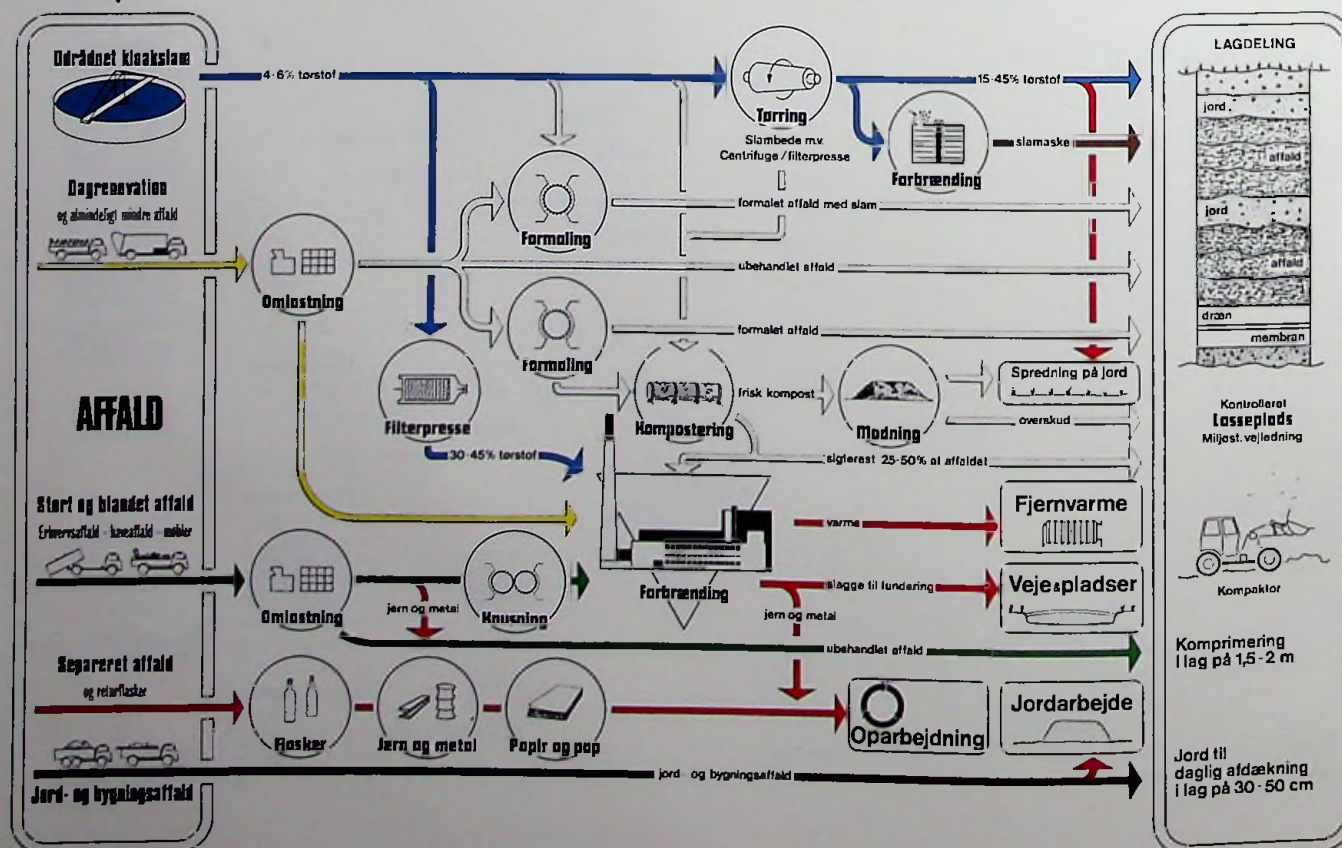 Udrådnet kloakslam
4-6% tørstof
15-45% tørstof
Tørring
Slambede m.v.
Centrifuge / filterpresse
Forbrænding
slamaske
Dagrenovation
og almindeligt mindre affald
Omlastning
Formaling
formalet affald med slam
ubehandlet affald
Formaling
formalet affald
Filterpresse
30-45% tørstof
Kompostering
frisk kompost
Modning
Spredning på jord
overskud
sigterest 25-50% af affaldet
AFFALD
Stort og blandet affald
Erhvervsaffald - haveaffald - møbler
Omlastning
jern og metal
Knusning
Forbrænding
varme
Fjernvarme
slagge til fundering
Veje & pladser
jern og metal
ubehandlet affald
Separeret affald
og returflasker
Flasker
Jern og metal
Papir og pap
Oparbejdning
Jordarbejde
Jord- og bygningsaffald
jord- og bygningsaffald
LAGDELING
jord
affald
jord
affald
dræn
membran
Kontrolleret
Losseplads
Miljøst. vejledning
Kompaktor
Komprimering
i lag på 1,5-2 m
Jord til
daglig afdækning
i lag på 30-50 cm